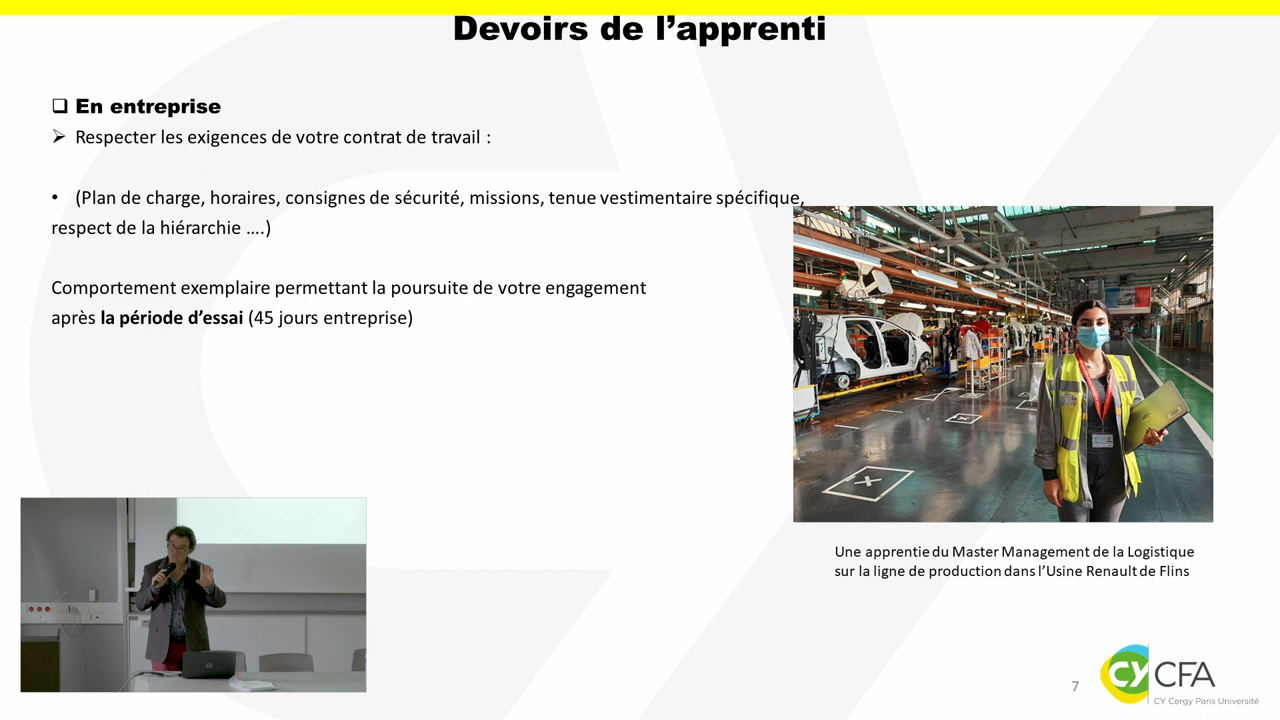 Devoirs de l’apprenti
❑ En entreprise
➢ Respecter les exigences de votre contrat de travail :
• (Plan de charge, horaires, consignes de sécurité, missions, tenue vestimentaire spécifique,
respect de la hiérarchie ....)
Comportement exemplaire permettant la poursuite de votre engagement
après la période d’essai (45 jours entreprise)
Une apprentie du Master Management de la Logistique
sur la ligne de production dans l’Usine Renault de Flins
7
CY CFA
CY Cergy Paris Université